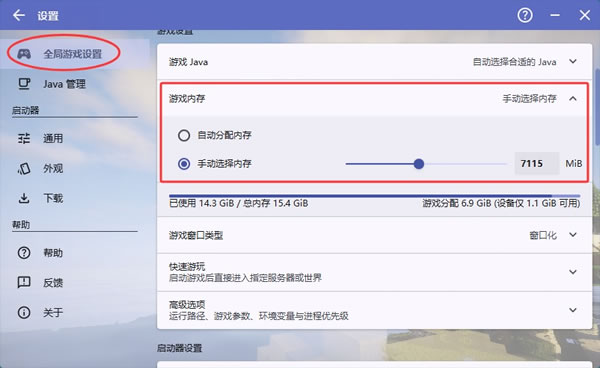 设置
全局游戏设置
Java 管理
启动器
通用
外观
下载
帮助
帮助
反馈
关于
游戏设置
游戏 Java
自动选择合适的 Java
游戏内存
手动选择内存
自动分配内存
手动选择内存
7115
MiB
已使用 14.3 GiB / 总内存 15.4 GiB
游戏分配 6.9 GiB (设备仅 1.1 GiB 可用)
游戏窗口类型
窗口化
快速游玩
启动游戏后直接进入指定服务器或世界
高级选项
运行路径、游戏参数、环境变量与进程优先级
启动器设置